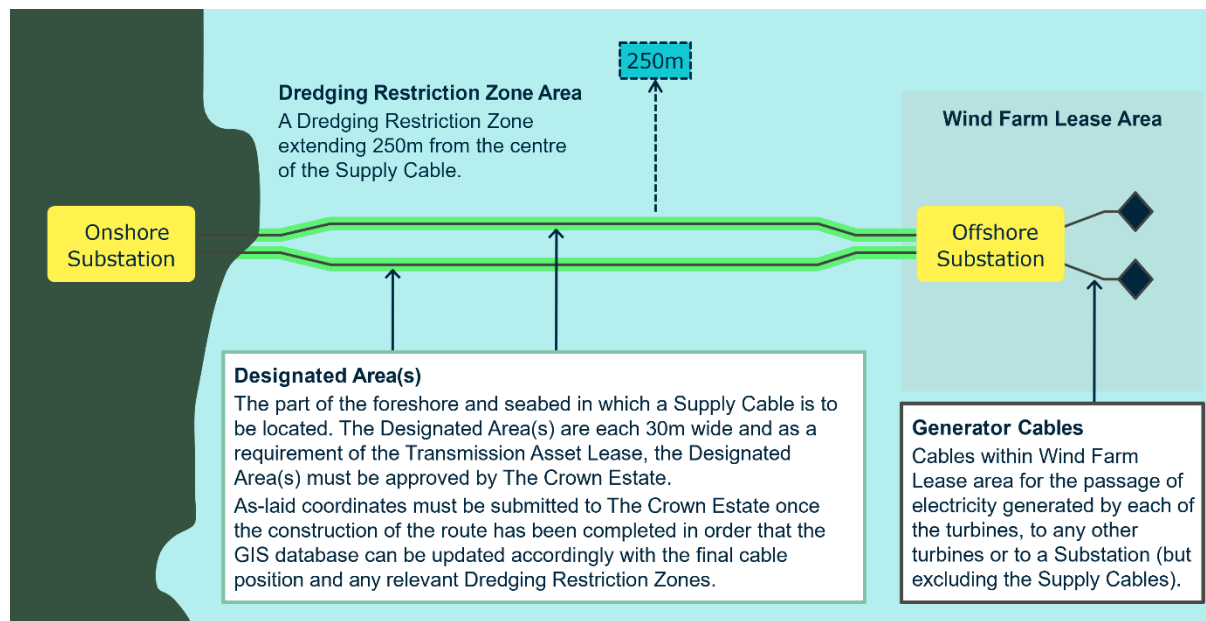 250m
Dredging Restriction Zone Area
A Dredging Restriction Zone
extending 250m from the centre
of the Supply Cable.
Wind Farm Lease Area
Onshore
Substation
Offshore
Substation
Designated Area(s)
The part of the foreshore and seabed in which a Supply Cable is to
be located. The Designated Area(s) are each 30m wide and as a
requirement of the Transmission Asset Lease, the Designated
Area(s) must be approved by The Crown Estate.
As-laid coordinates must be submitted to The Crown Estate once
the construction of the route has been completed in order that the
GIS database can be updated accordingly with the final cable
position and any relevant Dredging Restriction Zones.
Generator Cables
Cables within Wind Farm
Lease area for the passage of
electricity generated by each of
the turbines, to any other
turbines or to a Substation (but
excluding the Supply Cables).